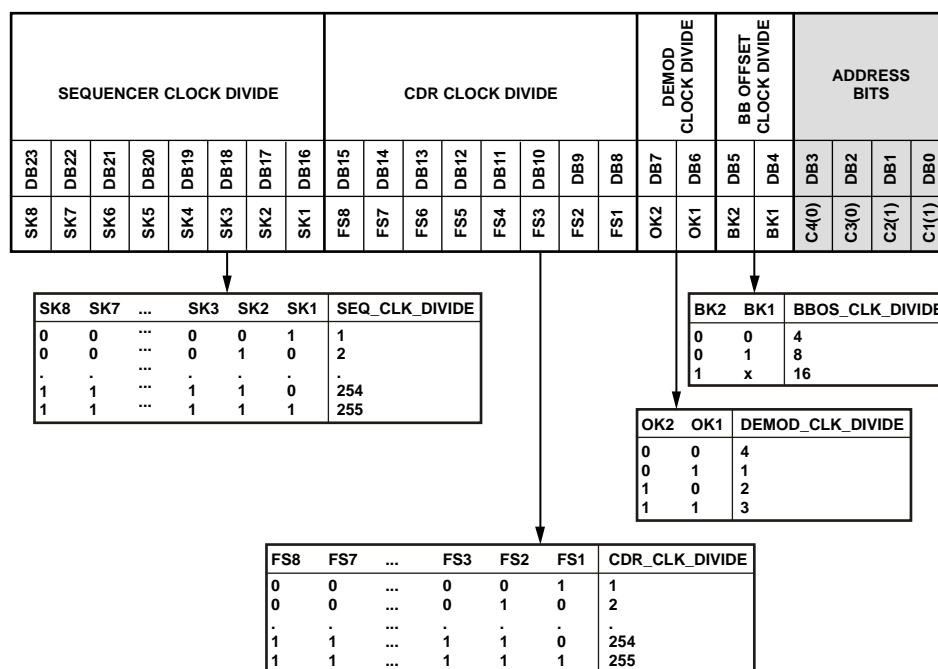 SEQUENCER CLOCK DIVIDE
CDR CLOCK DIVIDE
DEMOD
CLOCK DIVIDE
BB OFFSET
CLOCK DIVIDE
ADDRESS
BITS
DB23 DB22 DB21 DB20 DB19 DB18 DB17 DB16 DB15 DB14 DB13 DB12 DB11 DB10 DB9 DB8 DB7 DB6 DB5 DB4 DB3 DB2 DB1 DB0
SK8 SK7 SK6 SK5 SK4 SK3 SK2 SK1 FS8 FS7 FS6 FS5 FS4 FS3 FS2 FS1 OK2 OK1 BK2 BK1 C4(0) C3(0) C2(1) C1(1)
SK8 SK7 ... SK3 SK2 SK1 SEQ_CLK_DIVIDE
0 0 ... 0 0 1 1
0 0 ... 0 1 0 2
. . ... . . . .
1 1 ... 1 1 0 254
1 1 ... 1 1 1 255
BK2 BK1 BBOS_CLK_DIVIDE
0 0 4
0 1 8
1 x 16
OK2 OK1 DEMOD_CLK_DIVIDE
0 0 4
0 1 1
1 0 2
1 1 3
FS8 FS7 ... FS3 FS2 FS1 CDR_CLK_DIVIDE
0 0 ... 0 0 1 1
0 0 ... 0 1 0 2
. . ... . . . .
1 1 ... 1 1 0 254
1 1 ... 1 1 1 255